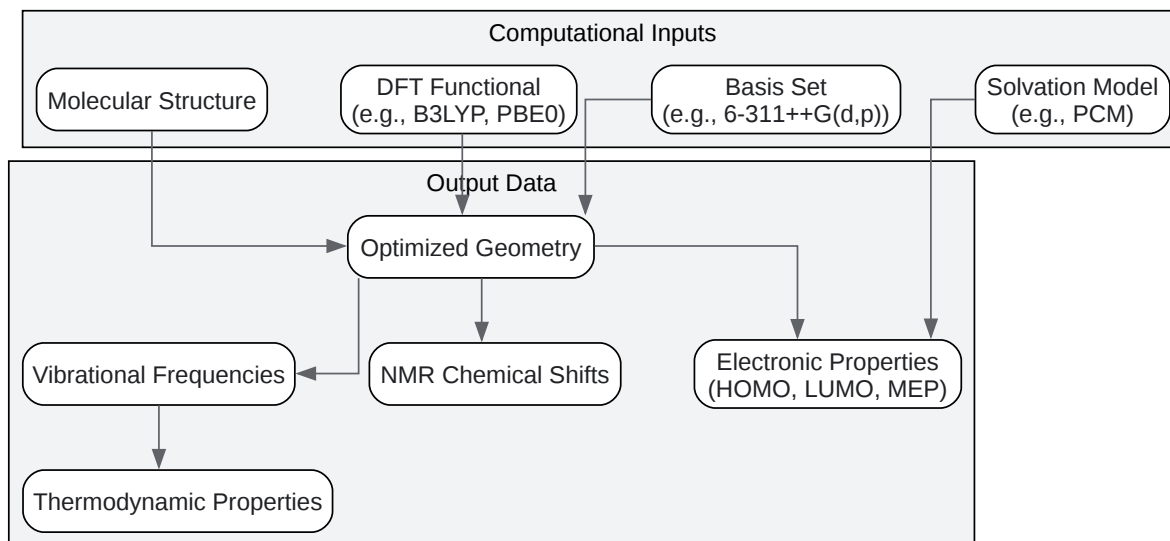 Computational Inputs
Molecular Structure
DFT Functional
(e.g., B3LYP, PBE0)
Basis Set
(e.g., 6-311++G(d,p))
Solvation Model
(e.g., PCM)
Output Data
Optimized Geometry
Vibrational Frequencies
NMR Chemical Shifts
Electronic Properties
(HOMO, LUMO, MEP)
Thermodynamic Properties